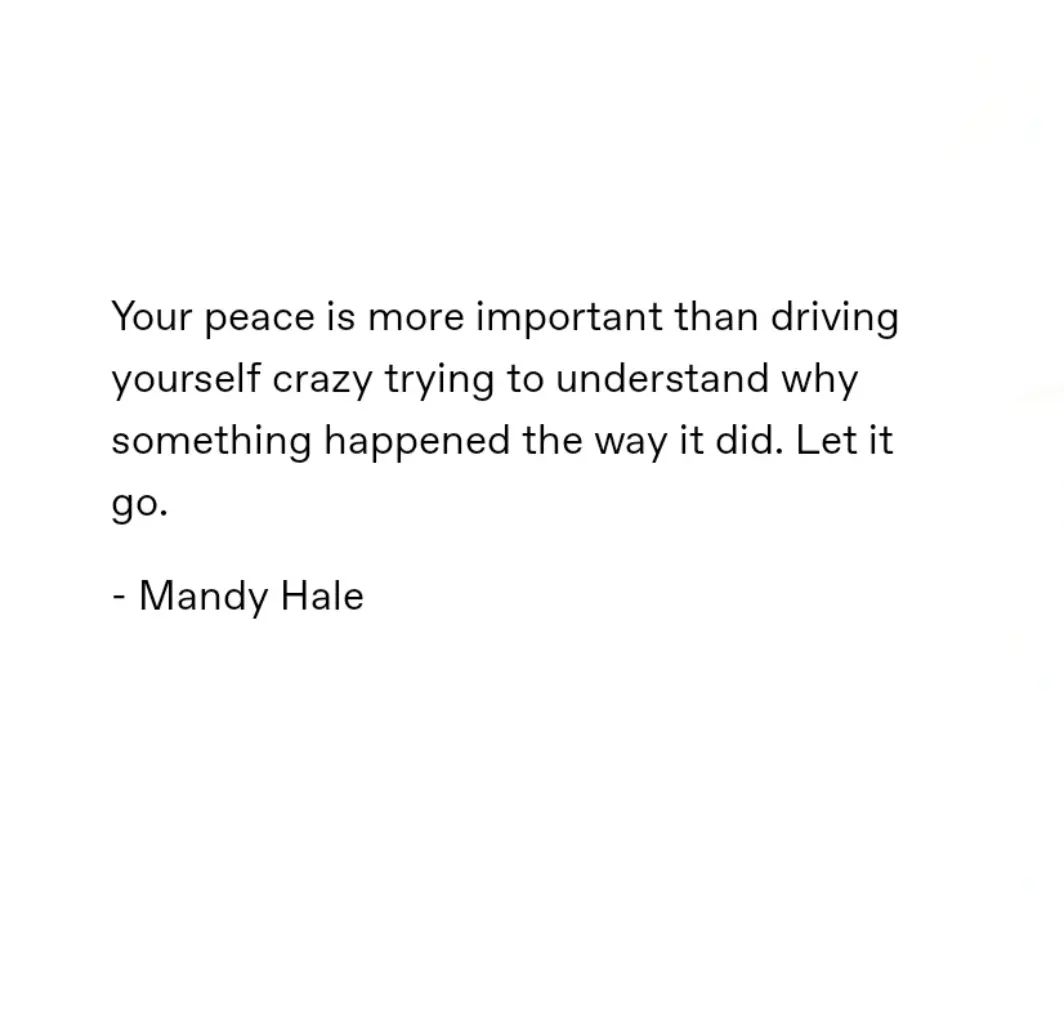 Your peace is more important than driving
yourself crazy trying to understand why
something happened the way it did. Let it
go.
- Mandy Hale